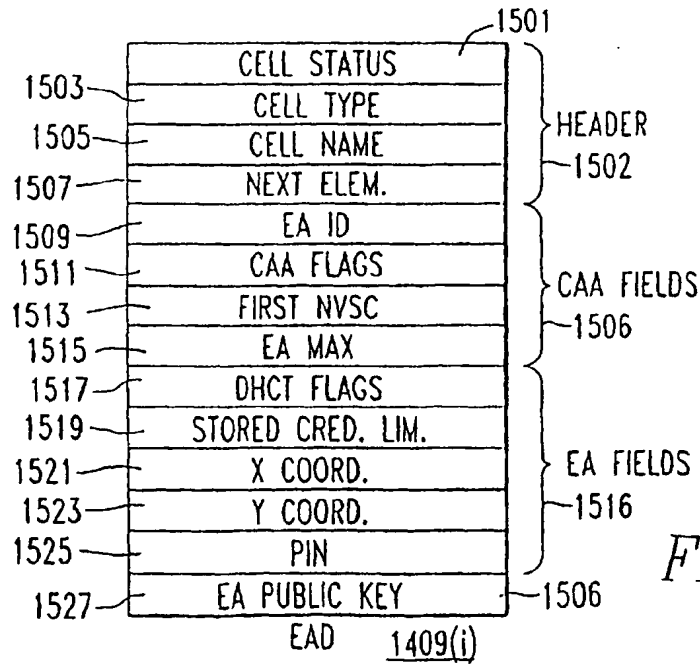 1501
CELL STATUS
1503
CELL TYPE
1505
CELL NAME
HEADER
1502
1507
NEXT ELEM.
1509
EA ID
1511
CAA FLAGS
CAA FIELDS
1506
1513
FIRST NVSC
1515
EA MAX
1517
DHCT FLAGS
1519
STORED CRED. LIM.
1521
X COORD.
EA FIELDS
1516
1523
Y COORD.
1525
PIN
1527
EA PUBLIC KEY
1506
EAD 1409(i)